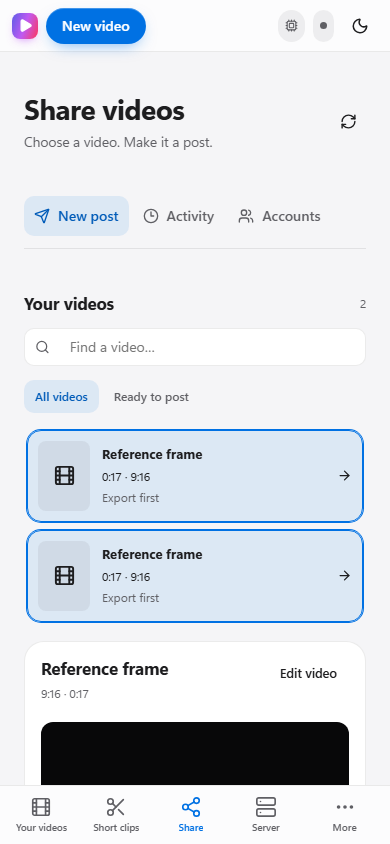 New video
Share videos
Choose a video. Make it a post.
New post
Activity
Accounts
Your videos
2
Find a video...
All videos
Ready to post
Reference frame
0:17 · 9:16
Export first
Reference frame
0:17 · 9:16
Export first
Reference frame
Edit video
9:16 · 0:17
Your videos
Short clips
Share
Server
More